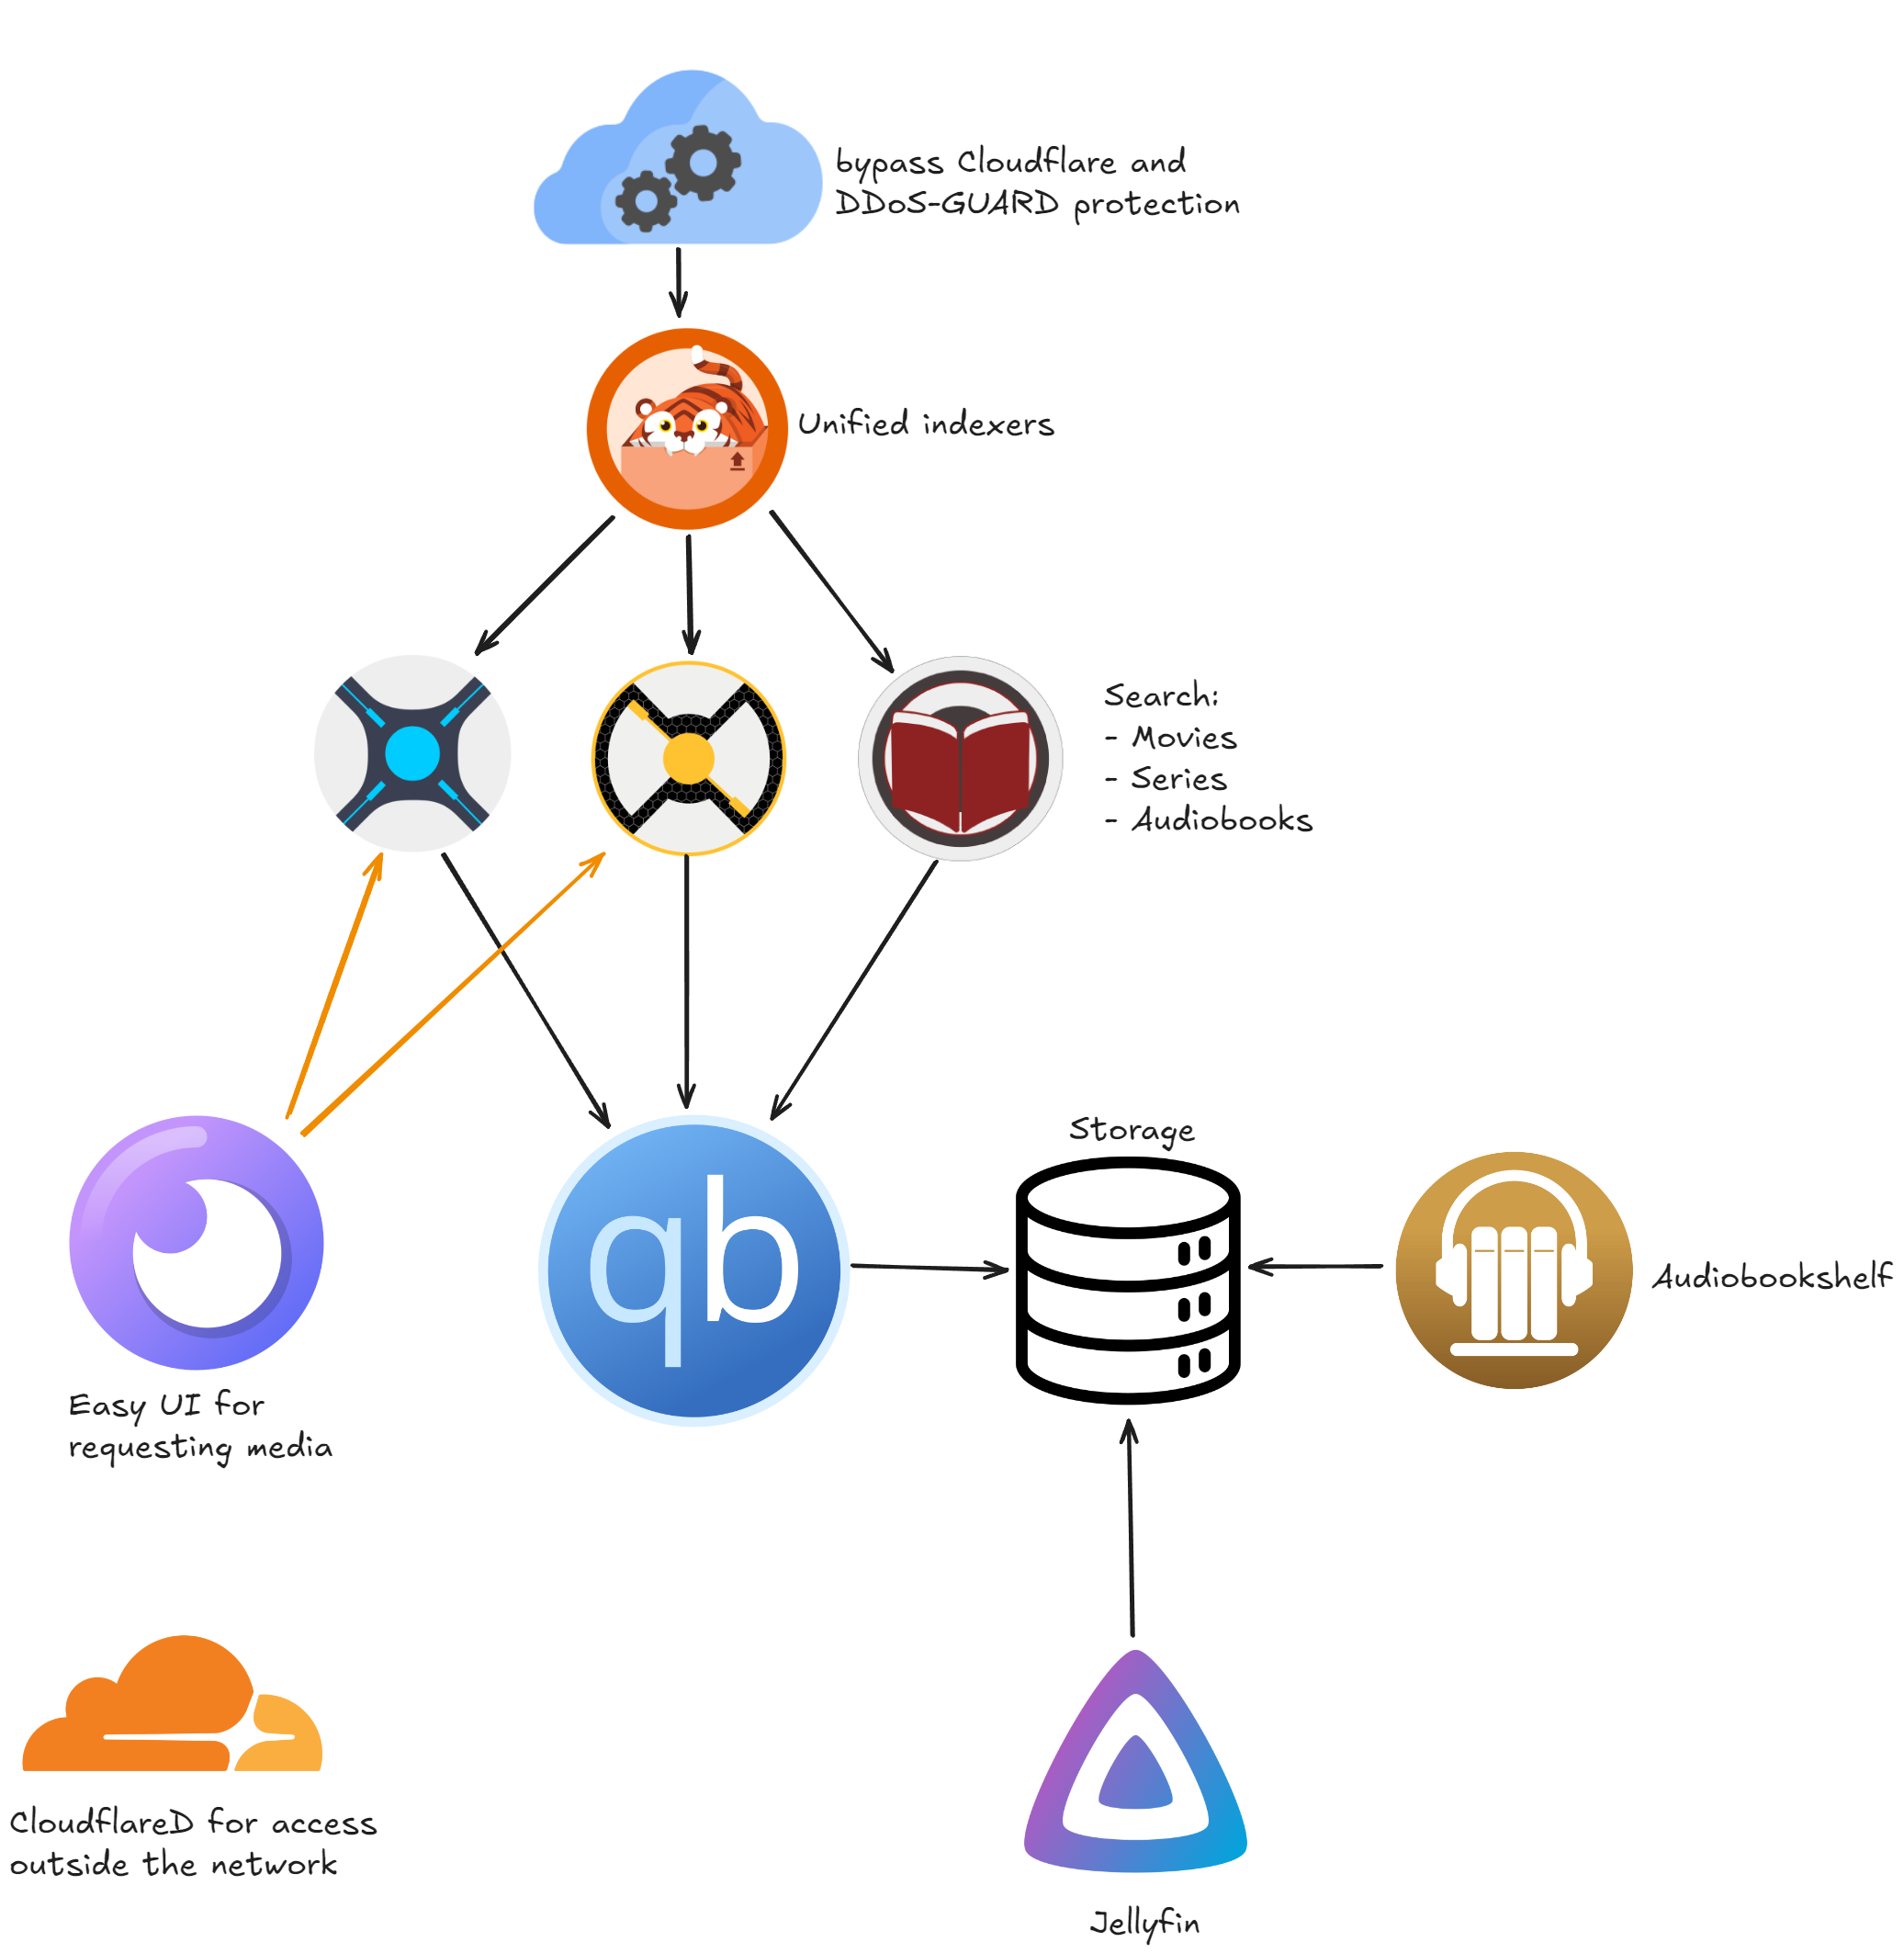 bypass Cloudflare and
DDoS-GUARD protection
Unified indexers
Search:
- Movies
- Series
- Audiobooks
Storage
qb
Audiobookshelf
Easy UI for
requesting media
CloudflareD for access
outside the network
Jellyfin